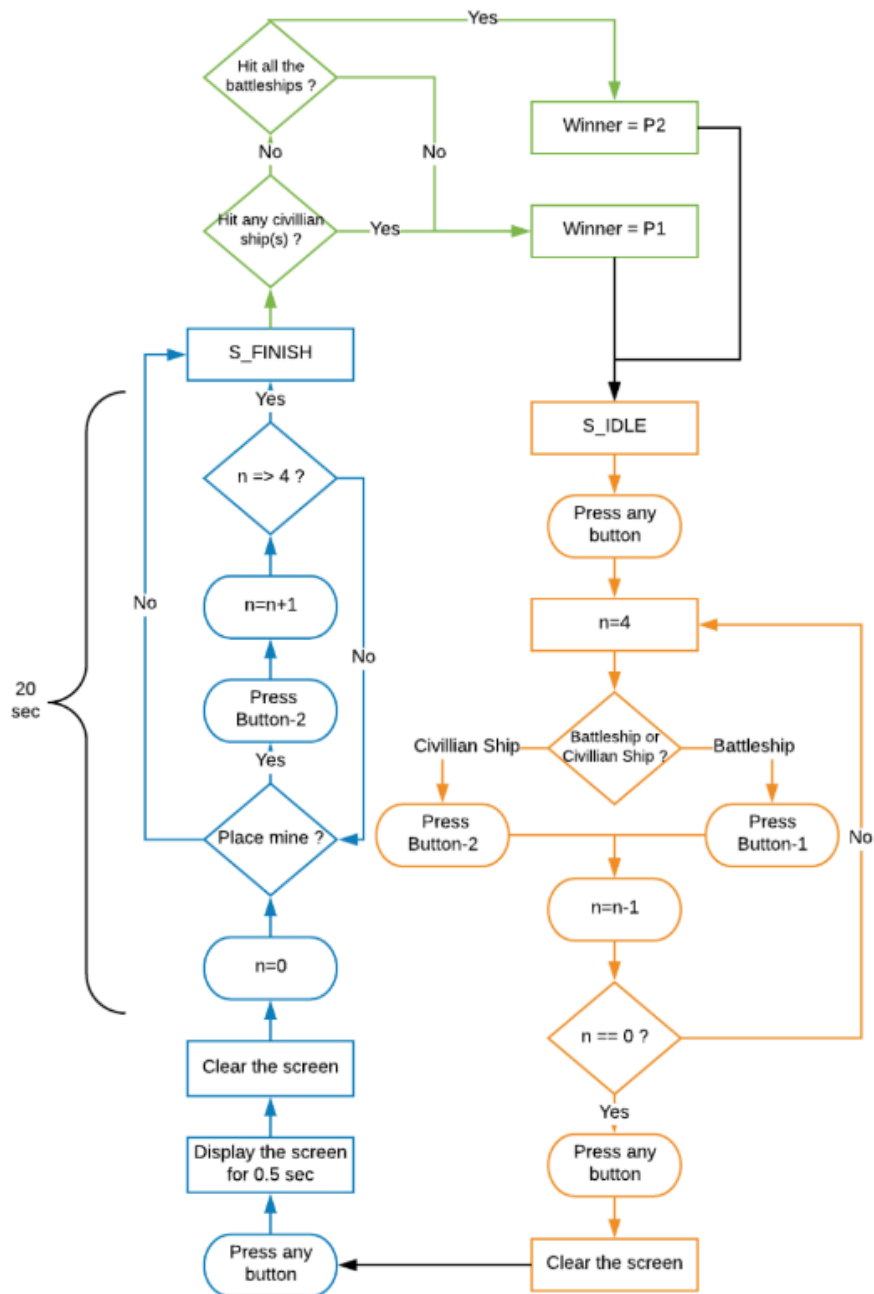 Yes
Hit all the
battleships ?
Winner = P2
No
No
Hit any civillian
ship(s) ?
Yes
Winner = P1
S_FINISH
Yes
S_IDLE
n => 4 ?
Press any
button
No
n=n+1
n=4
No
20
sec
Press
Button-2
Yes
Civillian Ship
Battleship or
Civillian Ship ?
Battleship
Place mine ?
Press
Button-2
Press
Button-1
No
n=n-1
n=0
n == 0 ?
Clear the screen
Yes
Display the screen
for 0.5 sec
Press any
button
Press any
button
Clear the screen